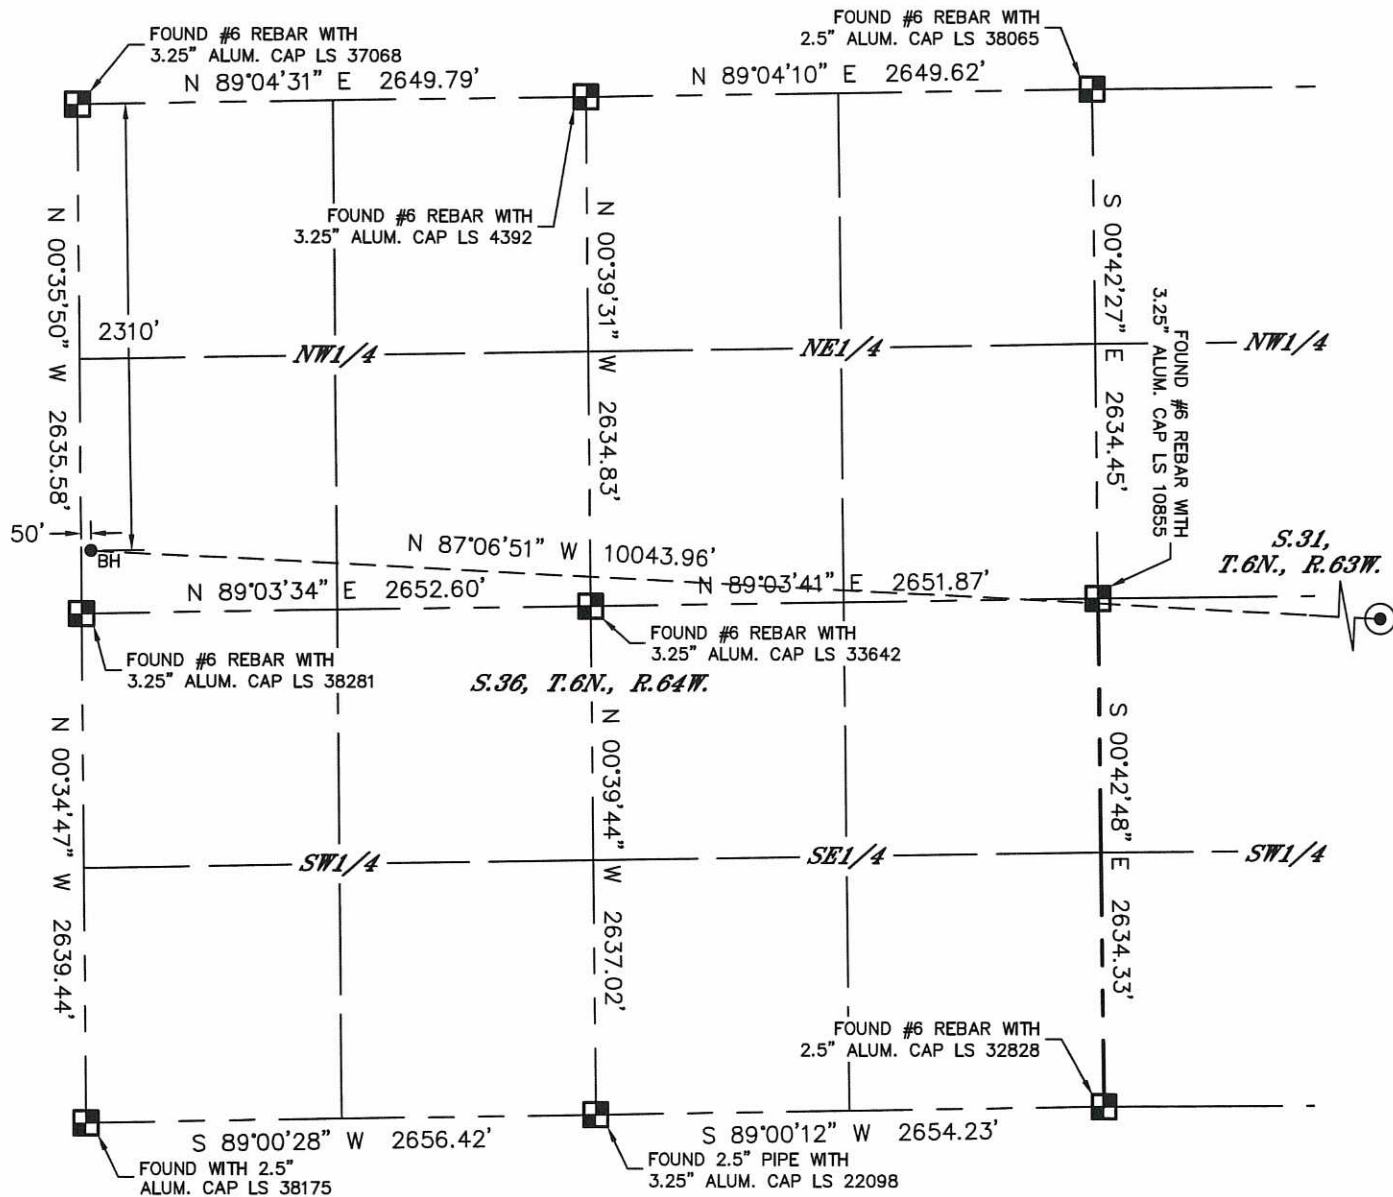 FOUND #6 REBAR WITH
3.25" ALUM. CAP LS 37068
FOUND #6 REBAR WITH
2.5" ALUM. CAP LS 38065
N 89°04'31" E 2649.79'
N 89°04'10" E 2649.62'
FOUND #6 REBAR WITH
3.25" ALUM. CAP LS 4392
N 00°35'50" W 2635.58'
N 00°39'31" W 2634.83'
S 00°42'27" E 2634.45'
FOUND #6 REBAR WITH
3.25" ALUM. CAP LS 10855
2310'
NW1/4
NE1/4
NW1/4
50'
BH
N 87°06'51" W 10043.96'
S.31,
T.6N., R.63W.
N 89°03'34" E 2652.60'
N 89°03'41" E 2651.87'
FOUND #6 REBAR WITH
3.25" ALUM. CAP LS 38281
FOUND #6 REBAR WITH
3.25" ALUM. CAP LS 33642
S.36, T.6N., R.64W.
N 00°34'47" W 2639.44'
N 00°39'44" W 2637.02'
S 00°42'48" E 2634.33'
SW1/4
SE1/4
SW1/4
FOUND #6 REBAR WITH
2.5" ALUM. CAP LS 32828
S 89°00'28" W 2656.42'
S 89°00'12" W 2654.23'
FOUND WITH 2.5"
ALUM. CAP LS 38175
FOUND 2.5" PIPE WITH
3.25" ALUM. CAP LS 22098